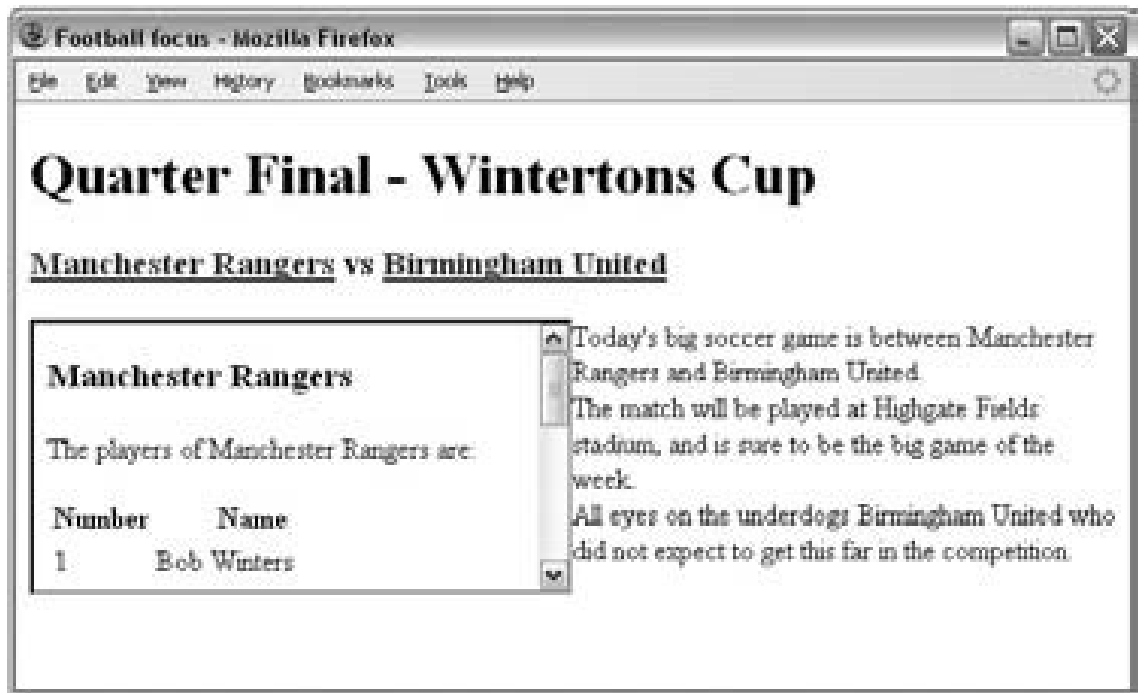 Football focus - Mozilla Firefox
File Edit View History Bookmarks Tools Help
Quarter Final - Wintertons Cup
Manchester Rangers vs Birmingham United
Manchester Rangers
The players of Manchester Rangers are:
Number Name
1 Bob Winters
Today's big soccer game is between Manchester
Rangers and Birmingham United.
The match will be played at Highgate Fields
stadium, and is sure to be the big game of the
week.
All eyes on the underdogs Birmingham United who
did not expect to get this far in the competition.